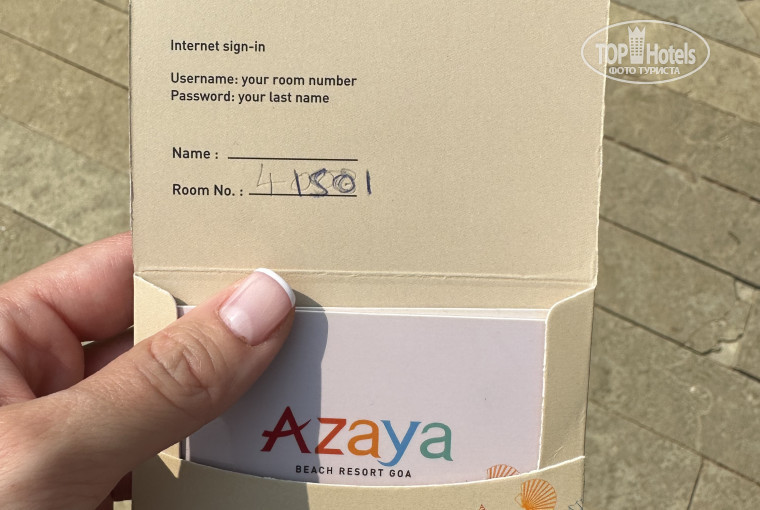 TOP Hotels
ФОТО ТУРИСТА
Internet sign-in
Username: your room number
Password: your last name
Name :
Room No. : 1501
Azaya
BEACH RESORT GOA